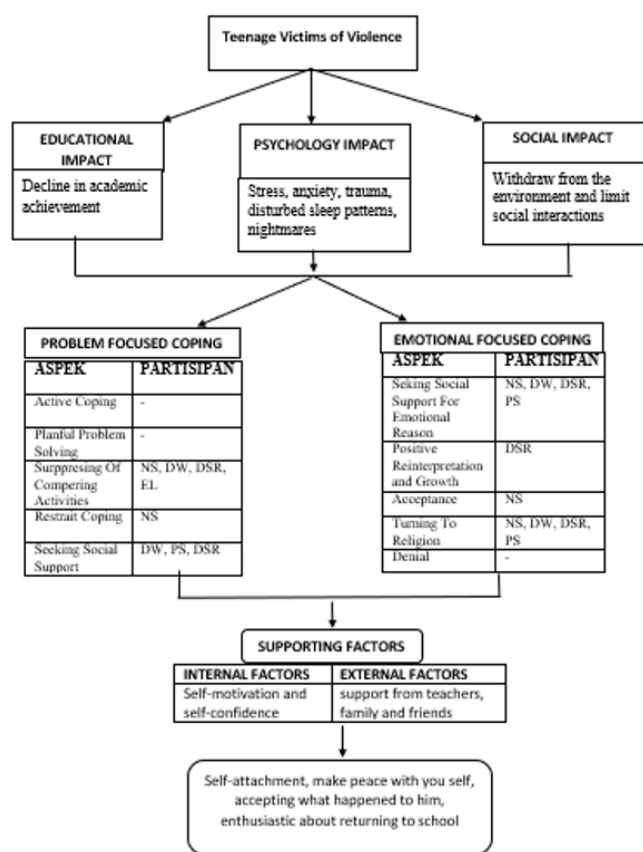 Teenage Victims of Violence
EDUCATIONAL
IMPACT
Decline in academic
achievement
PSYCHOLOGY IMPACT
Stress, anxiety, trauma,
disturbed sleep patterns,
nightmares
SOCIAL IMPACT
Withdraw from the
environment and limit
social interactions
PROBLEM FOCUSED COPING
ASPEK PARTISIPAN
Active Coping -
Planful Problem -
Solving
Surppresing Of NS, DW, DSR,
Compering EL
Activities
Restrait Coping NS
Seeking Social DW, PS, DSR
Support
EMOTIONAL FOCUSED COPING
ASPEK PARTISIPAN
Seking Social NS, DW, DSR,
Support For PS
Emotional
Reason
Positive DSR
Reinterpretation
and Growth
Acceptance NS
Turning To NS, DW, DSR,
Religion PS
Denial -
SUPPORTING FACTORS
INTERNAL FACTORS EXTERNAL FACTORS
Self-motivation and support from teachers,
self-confidence family and friends
Self-attachment, make peace with you self,
accepting what happened to him,
enthusiastic about returning to school